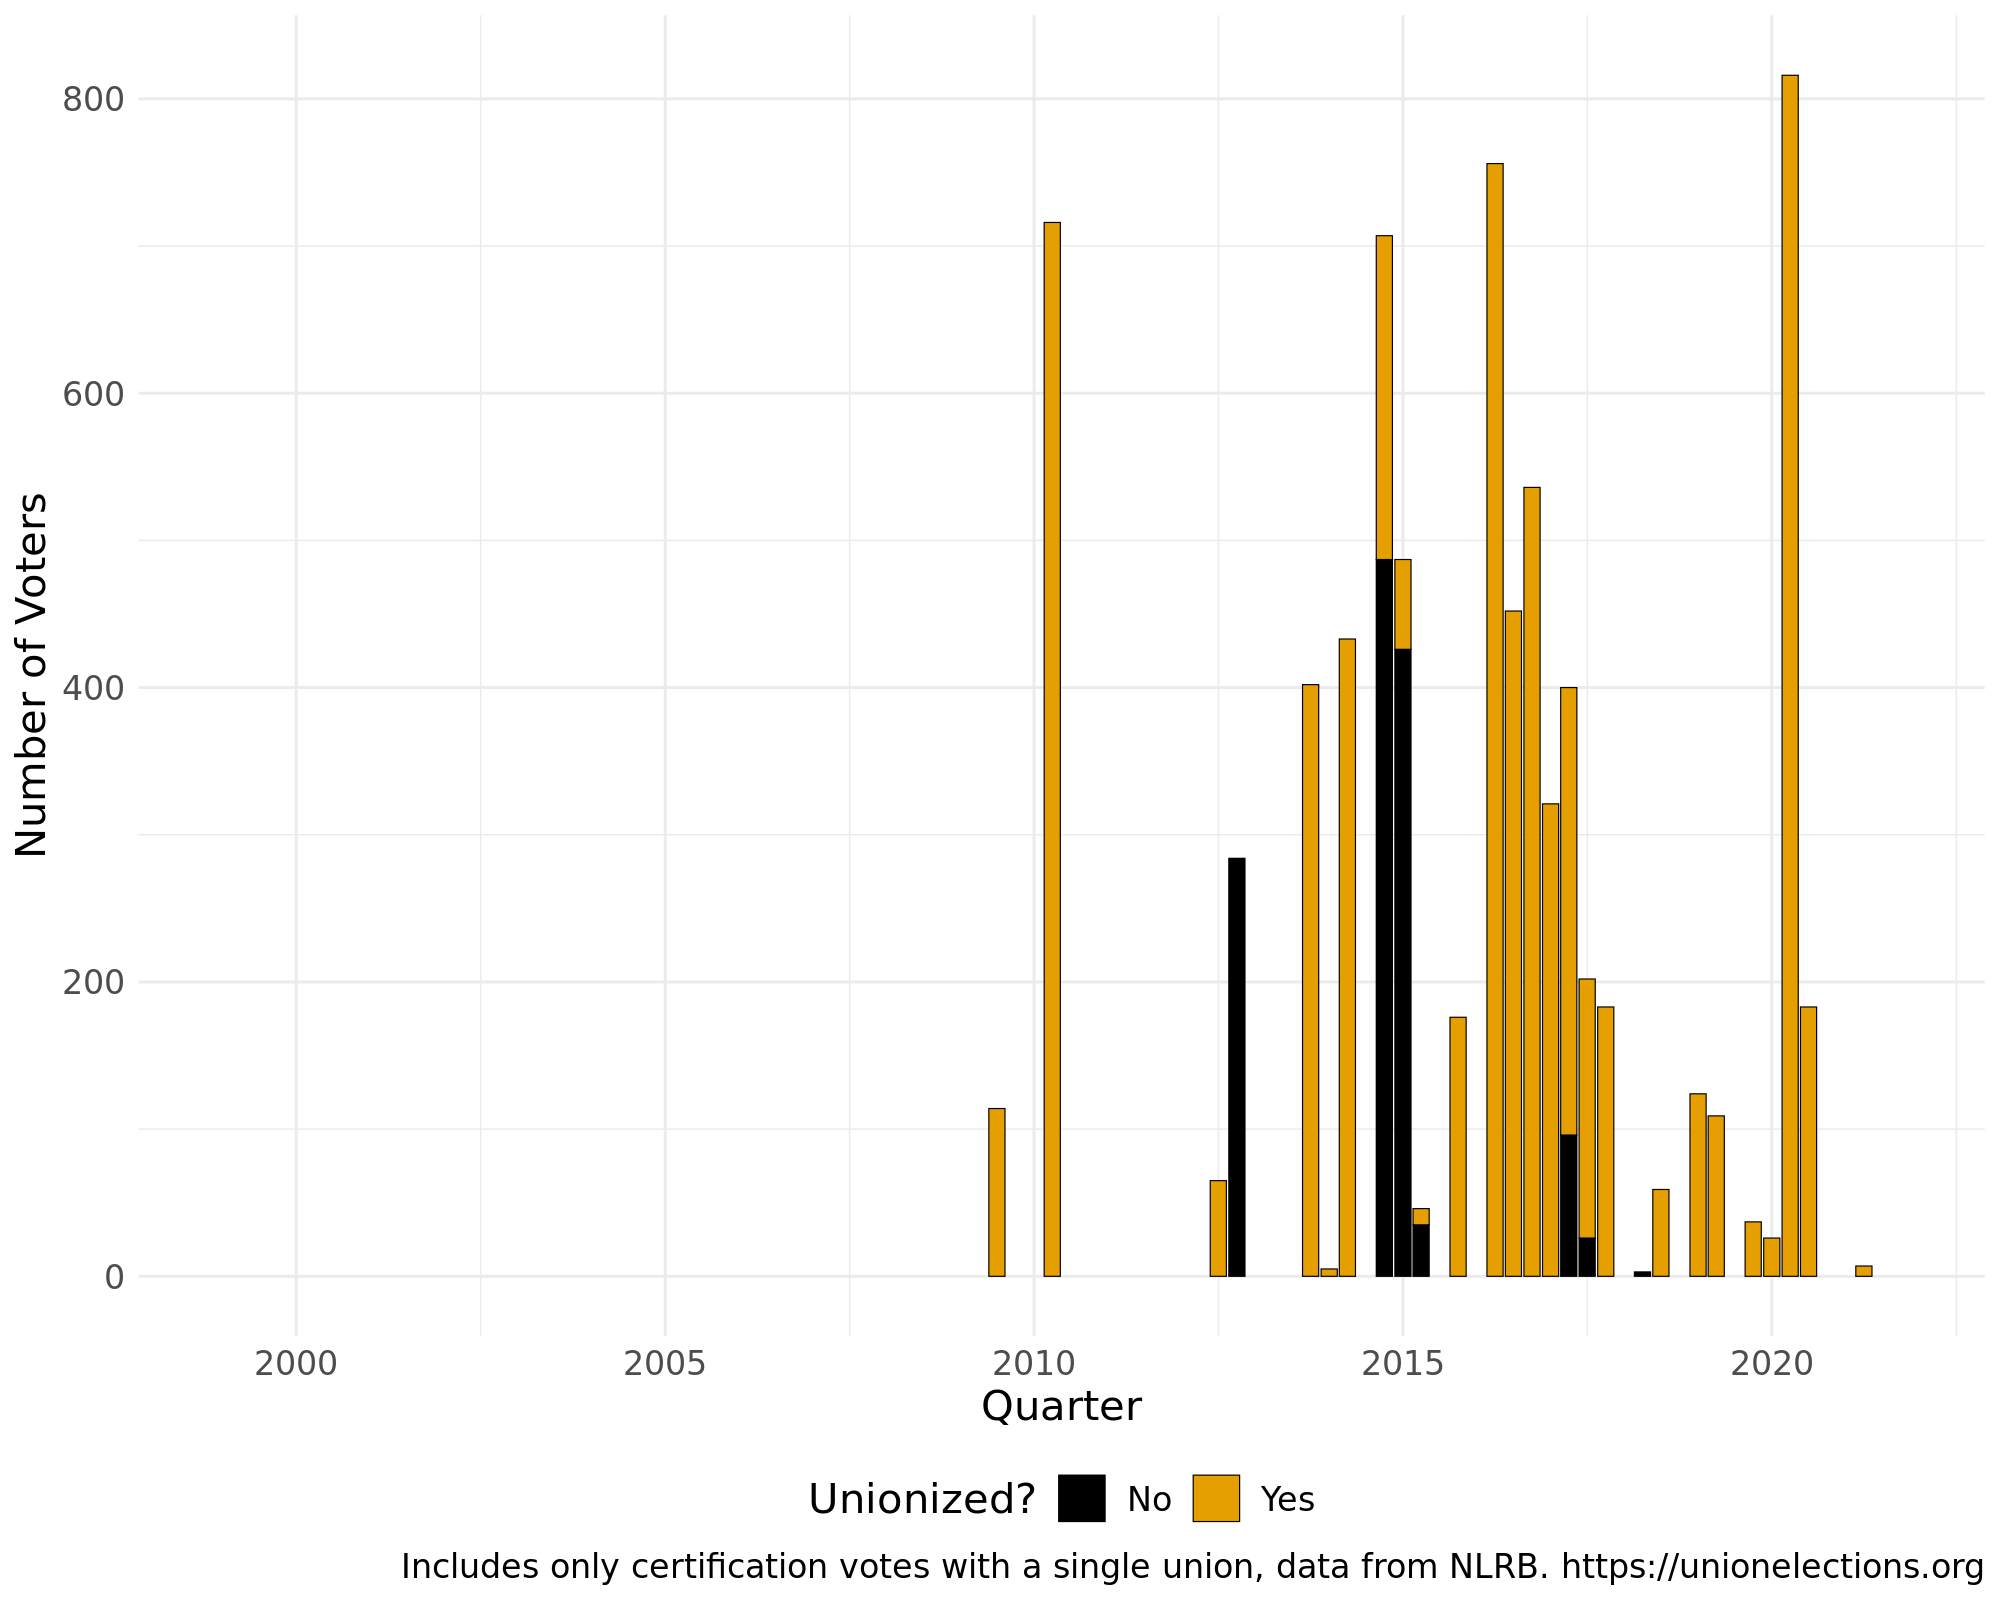 800
600
400
200
0
Number of Voters
2000 2005 2010 2015 2020
Quarter
Unionized? No Yes
Includes only certification votes with a single union, data from NLRB. https://unionelections.org